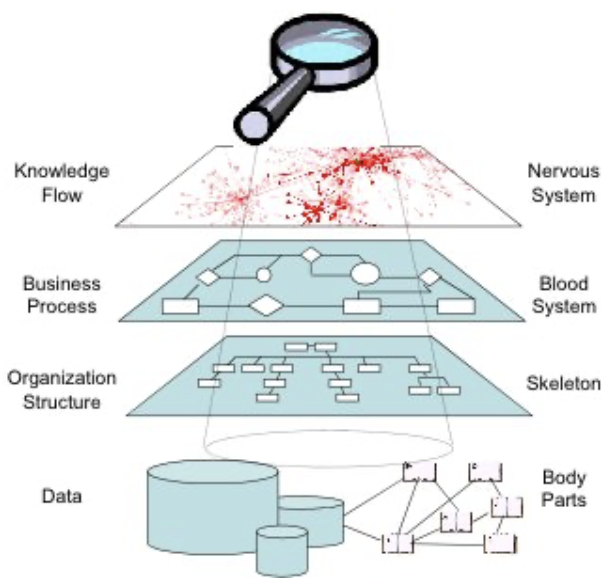 Knowledge
Flow
Nervous
System
Business
Process
Blood
System
Organization
Structure
Skeleton
Data
Body
Parts